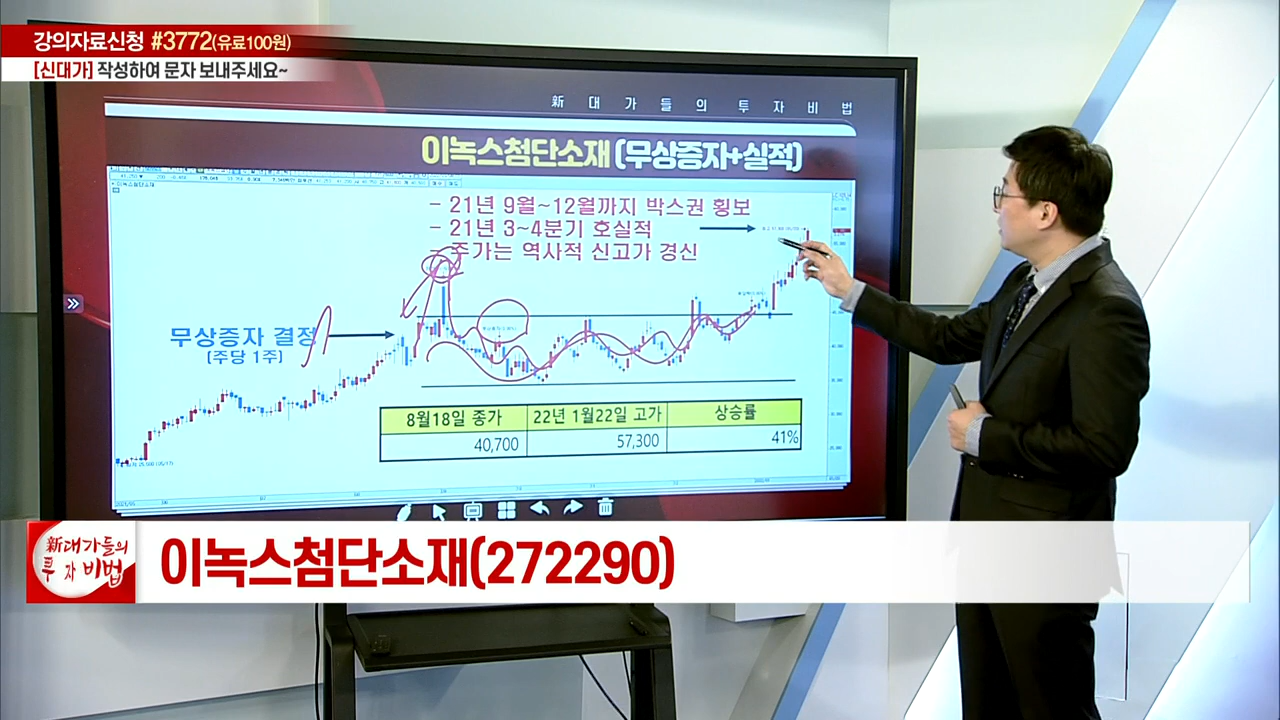 강의자료신청 #3772(유료100원)
[신대가] 작성하여 문자 보내주세요~
新대가들의 투자비법
이녹스첨단소재(무상증자+실적)
- 21년 9월~12월까지 박스권 횡보
- 21년 3~4분기 호실적
- 주가는 역사적 신고가 경신
무상증자 결정
(주당 1주)
8월18일 종가 22년 1월22일 고가 상승률
40,700 57,300 41%
新대가들의
투자비법
이녹스첨단소재(272290)